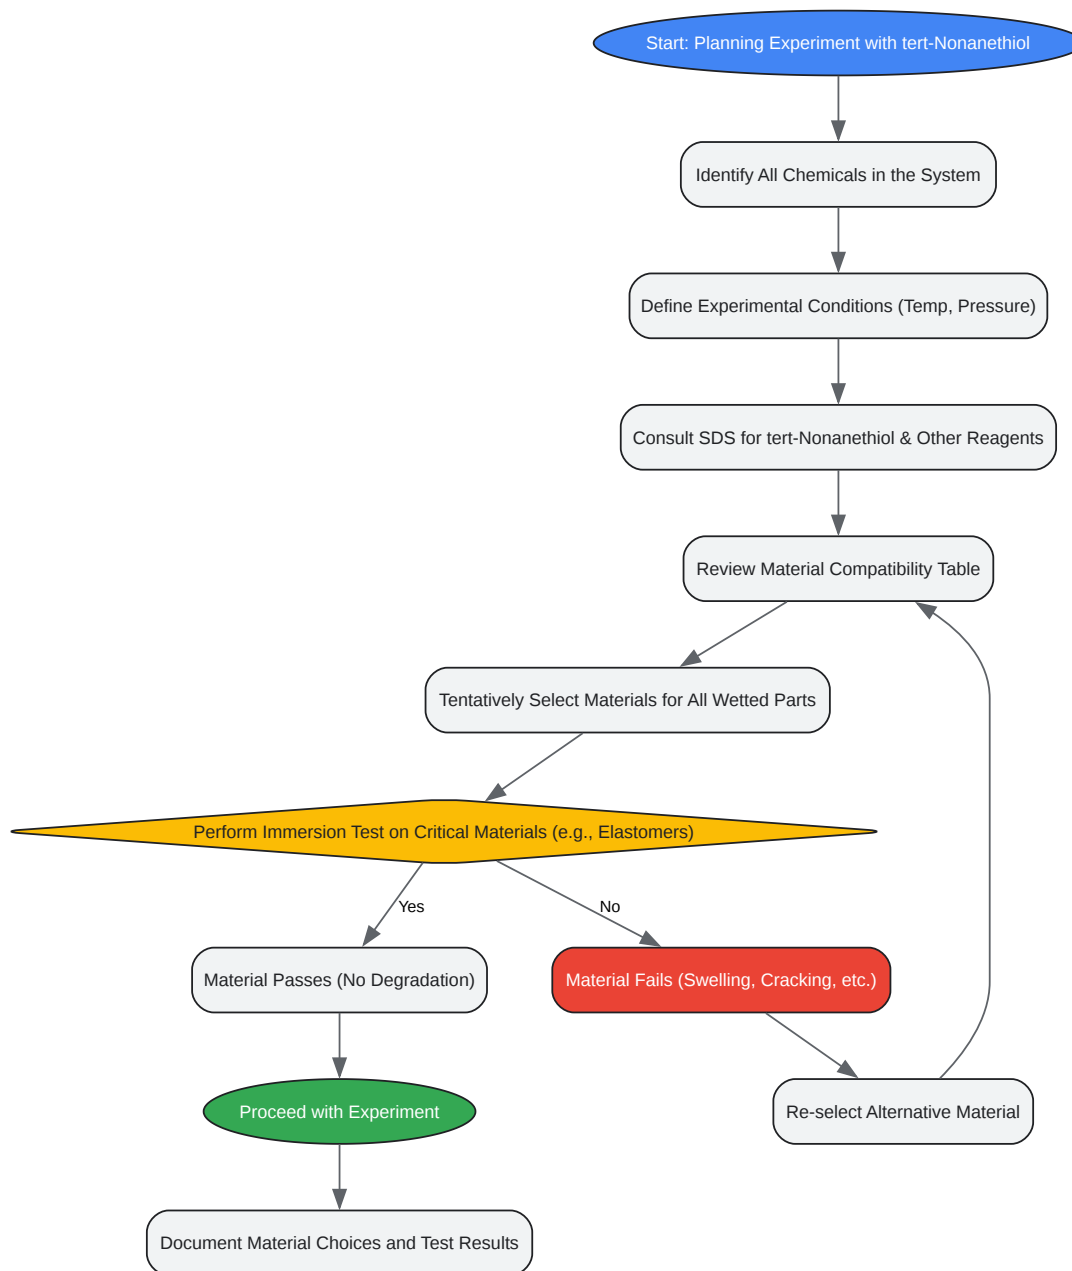 Start: Planning Experiment with tert-Nonanethiol
Identify All Chemicals in the System
Define Experimental Conditions (Temp, Pressure)
Consult SDS for tert-Nonanethiol & Other Reagents
Review Material Compatibility Table
Tentatively Select Materials for All Wetted Parts
Perform Immersion Test on Critical Materials (e.g., Elastomers)
Yes
No
Material Passes (No Degradation)
Material Fails (Swelling, Cracking, etc.)
Proceed with Experiment
Re-select Alternative Material
Document Material Choices and Test Results